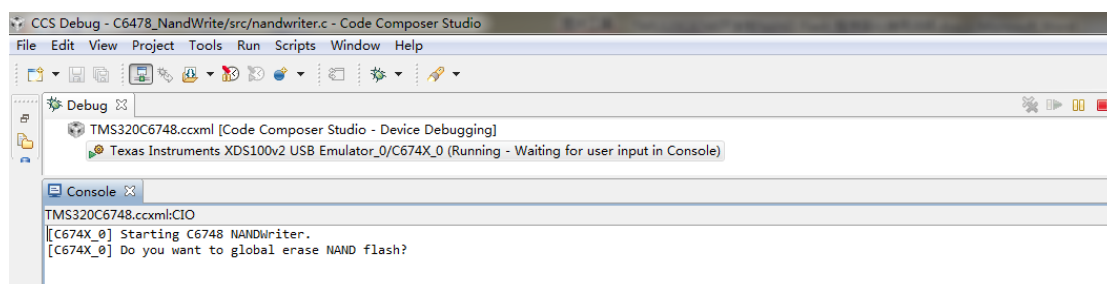 CCS Debug - C6478_NandWrite/src/nandwriter.c - Code Composer Studio
File Edit View Project Tools Run Scripts Window Help
Debug
TMS320C6748.ccxml [Code Composer Studio - Device Debugging]
Texas Instruments XDS100v2 USB Emulator_0/C674X_0 (Running - Waiting for user input in Console)
Console
TMS320C6748.ccxml:CIO
[C674X_0] Starting C6748 NANDWriter.
[C674X_0] Do you want to global erase NAND flash?